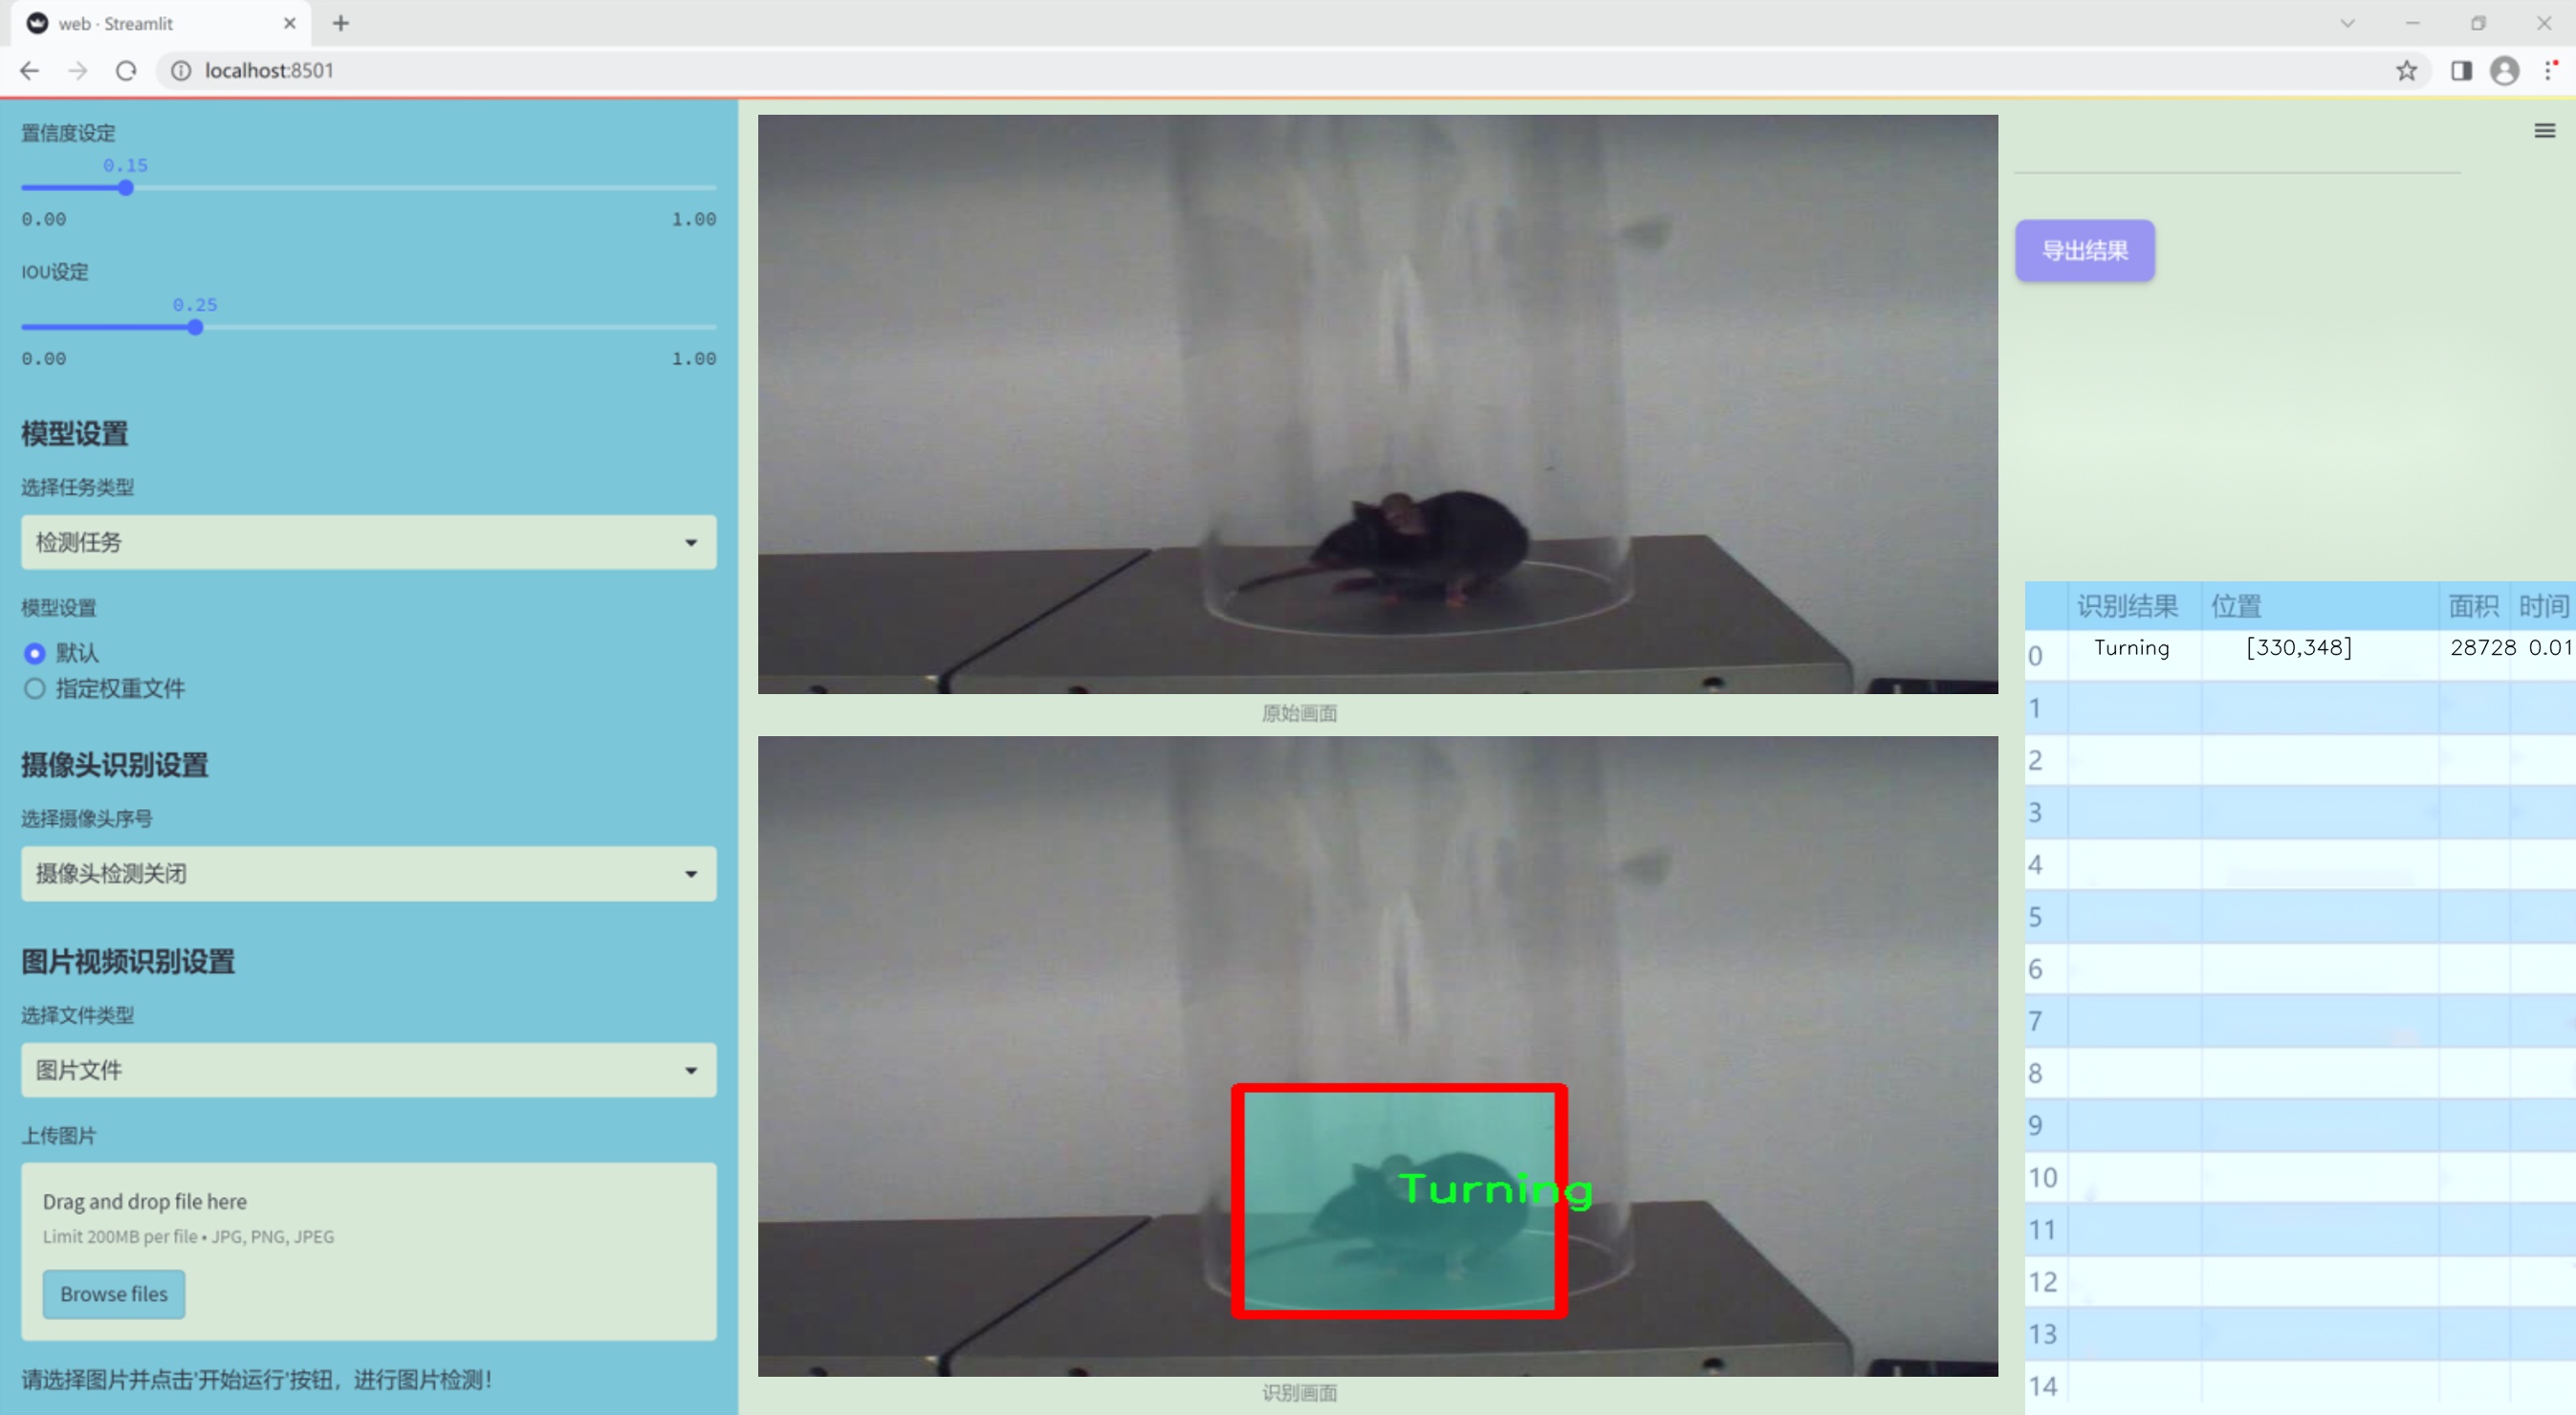 web · Streamlit
localhost:8501
置信度设定
0.15
0.00 1.00
IOU设定
0.25
0.00 1.00
模型设置
选择任务类型
检测任务
模型设置
默认
指定权重文件
摄像头识别设置
选择摄像头序号
摄像头检测关闭
图片视频识别设置
选择文件类型
图片文件
上传图片
Drag and drop file here
Limit 200MB per file • JPG, PNG, JPEG
Browse files
请选择图片并点击'开始运行'按钮，进行图片检测！
原始画面
Turning
识别画面
导出结果
识别结果 位置 面积 时间
0 Turning [330,348] 28728 0.01
1
2
3
4
5
6
7
8
9
10
11
12
13
14